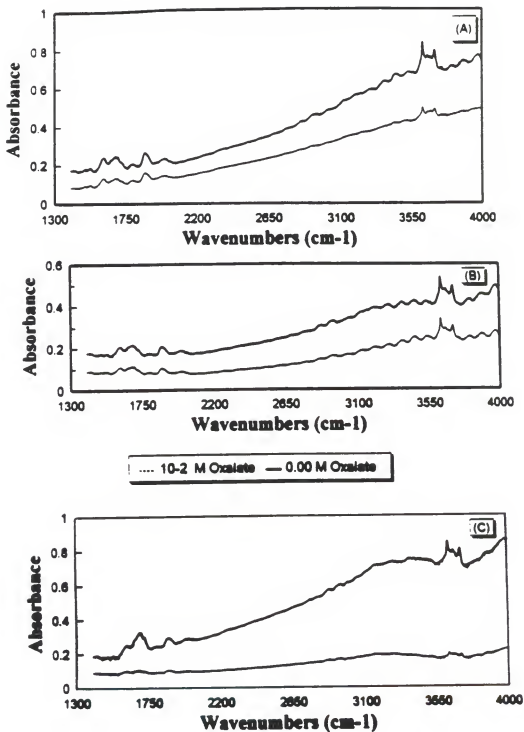 1
(A)
0.8
0.6
0.4
0.2
0
Absorbance
1300 1750 2200 2650 3100 3550 4000
Wavenumbers (cm-1)
0.6
(B)
0.4
0.2
0
Absorbance
1300 1750 2200 2650 3100 3550 4000
Wavenumbers (cm-1)
.... 10-2 M Oxalate — 0.00 M Oxalate
1
(C)
0.8
0.6
0.4
0.2
0
Absorbance
1300 1750 2200 2650 3100 3550 4000
Wavenumbers (cm-1)